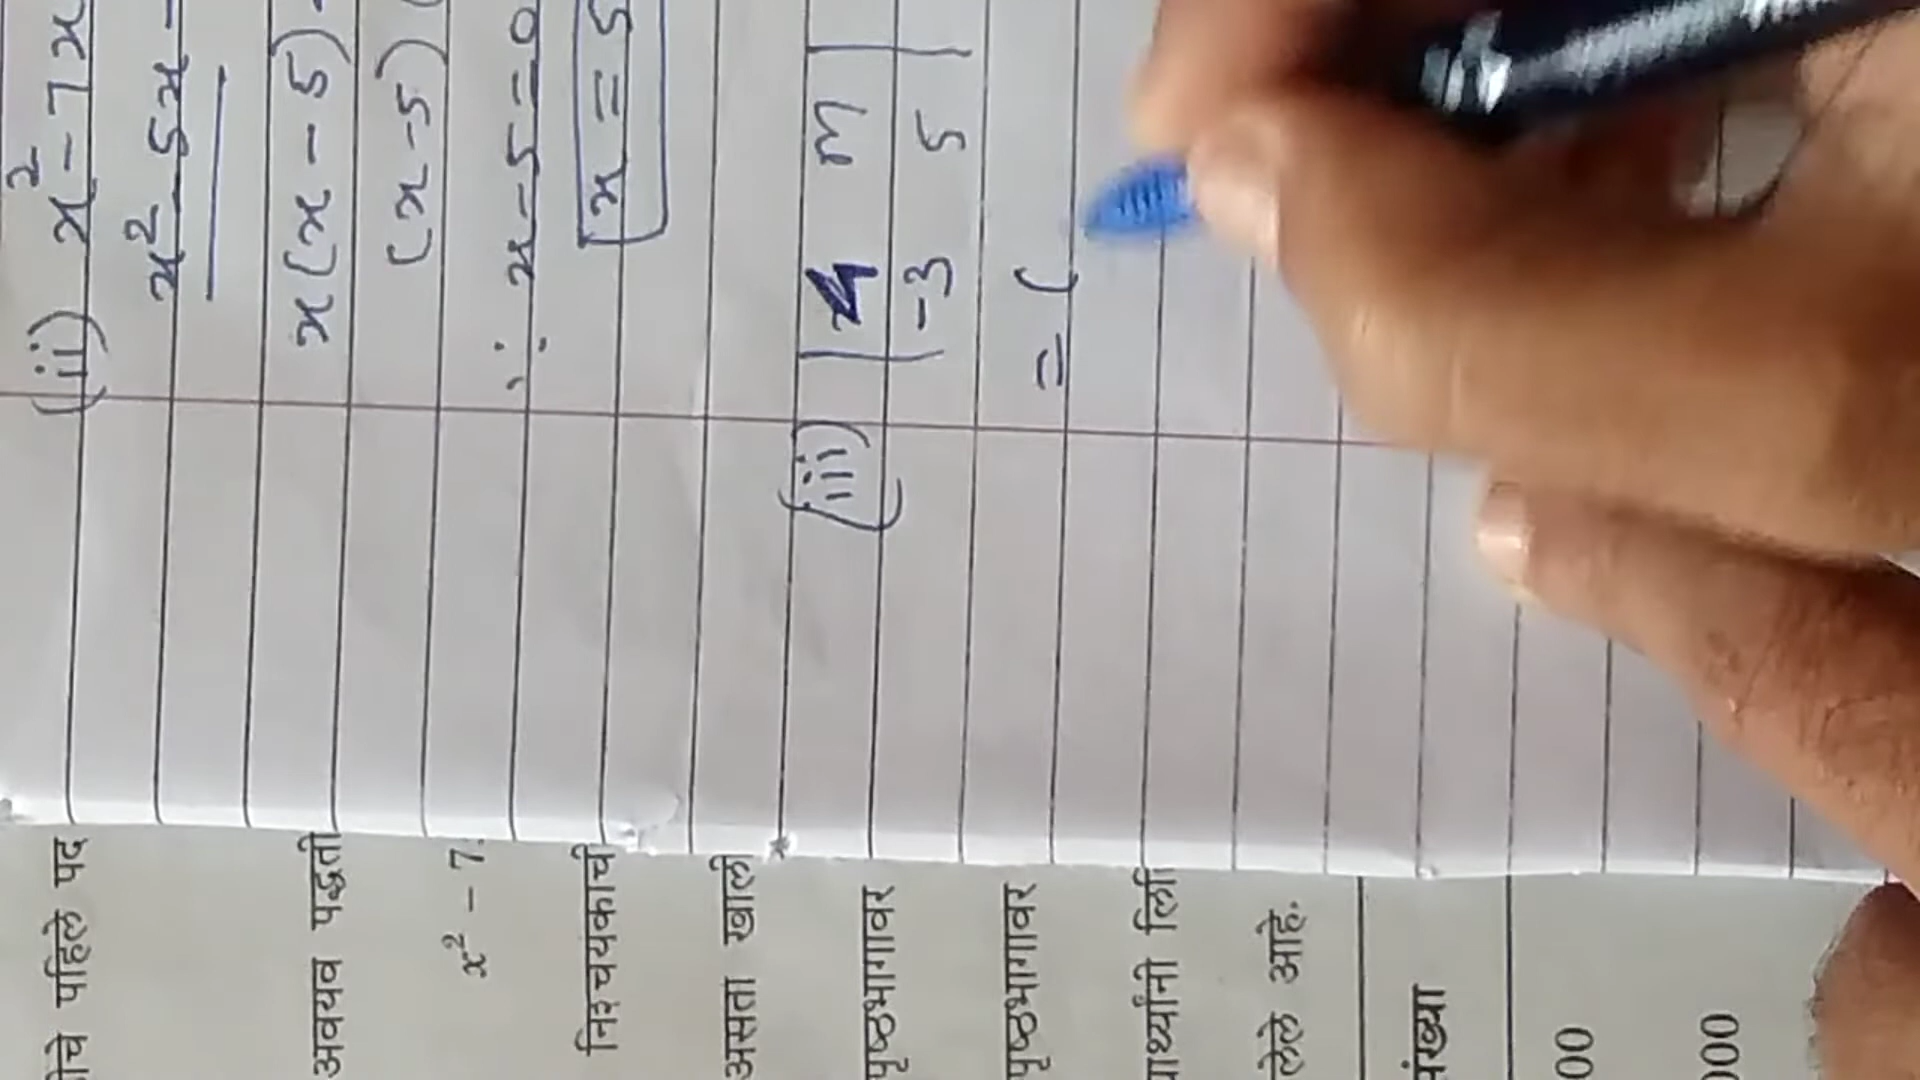 (ii) x² - 7x
x² - 5x -
x(x - 5) -
(x - 5) (
∴ x - 5 = 0
x = 5
(iii) | 4 3 |
| -3 5 |
= (
चे पहिले पद
अवयव पद्धती
x² - 7
निश्चयकाची
असता खाली
पृष्ठभागावर
पृष्ठभागावर
लेले आहे.
00
000